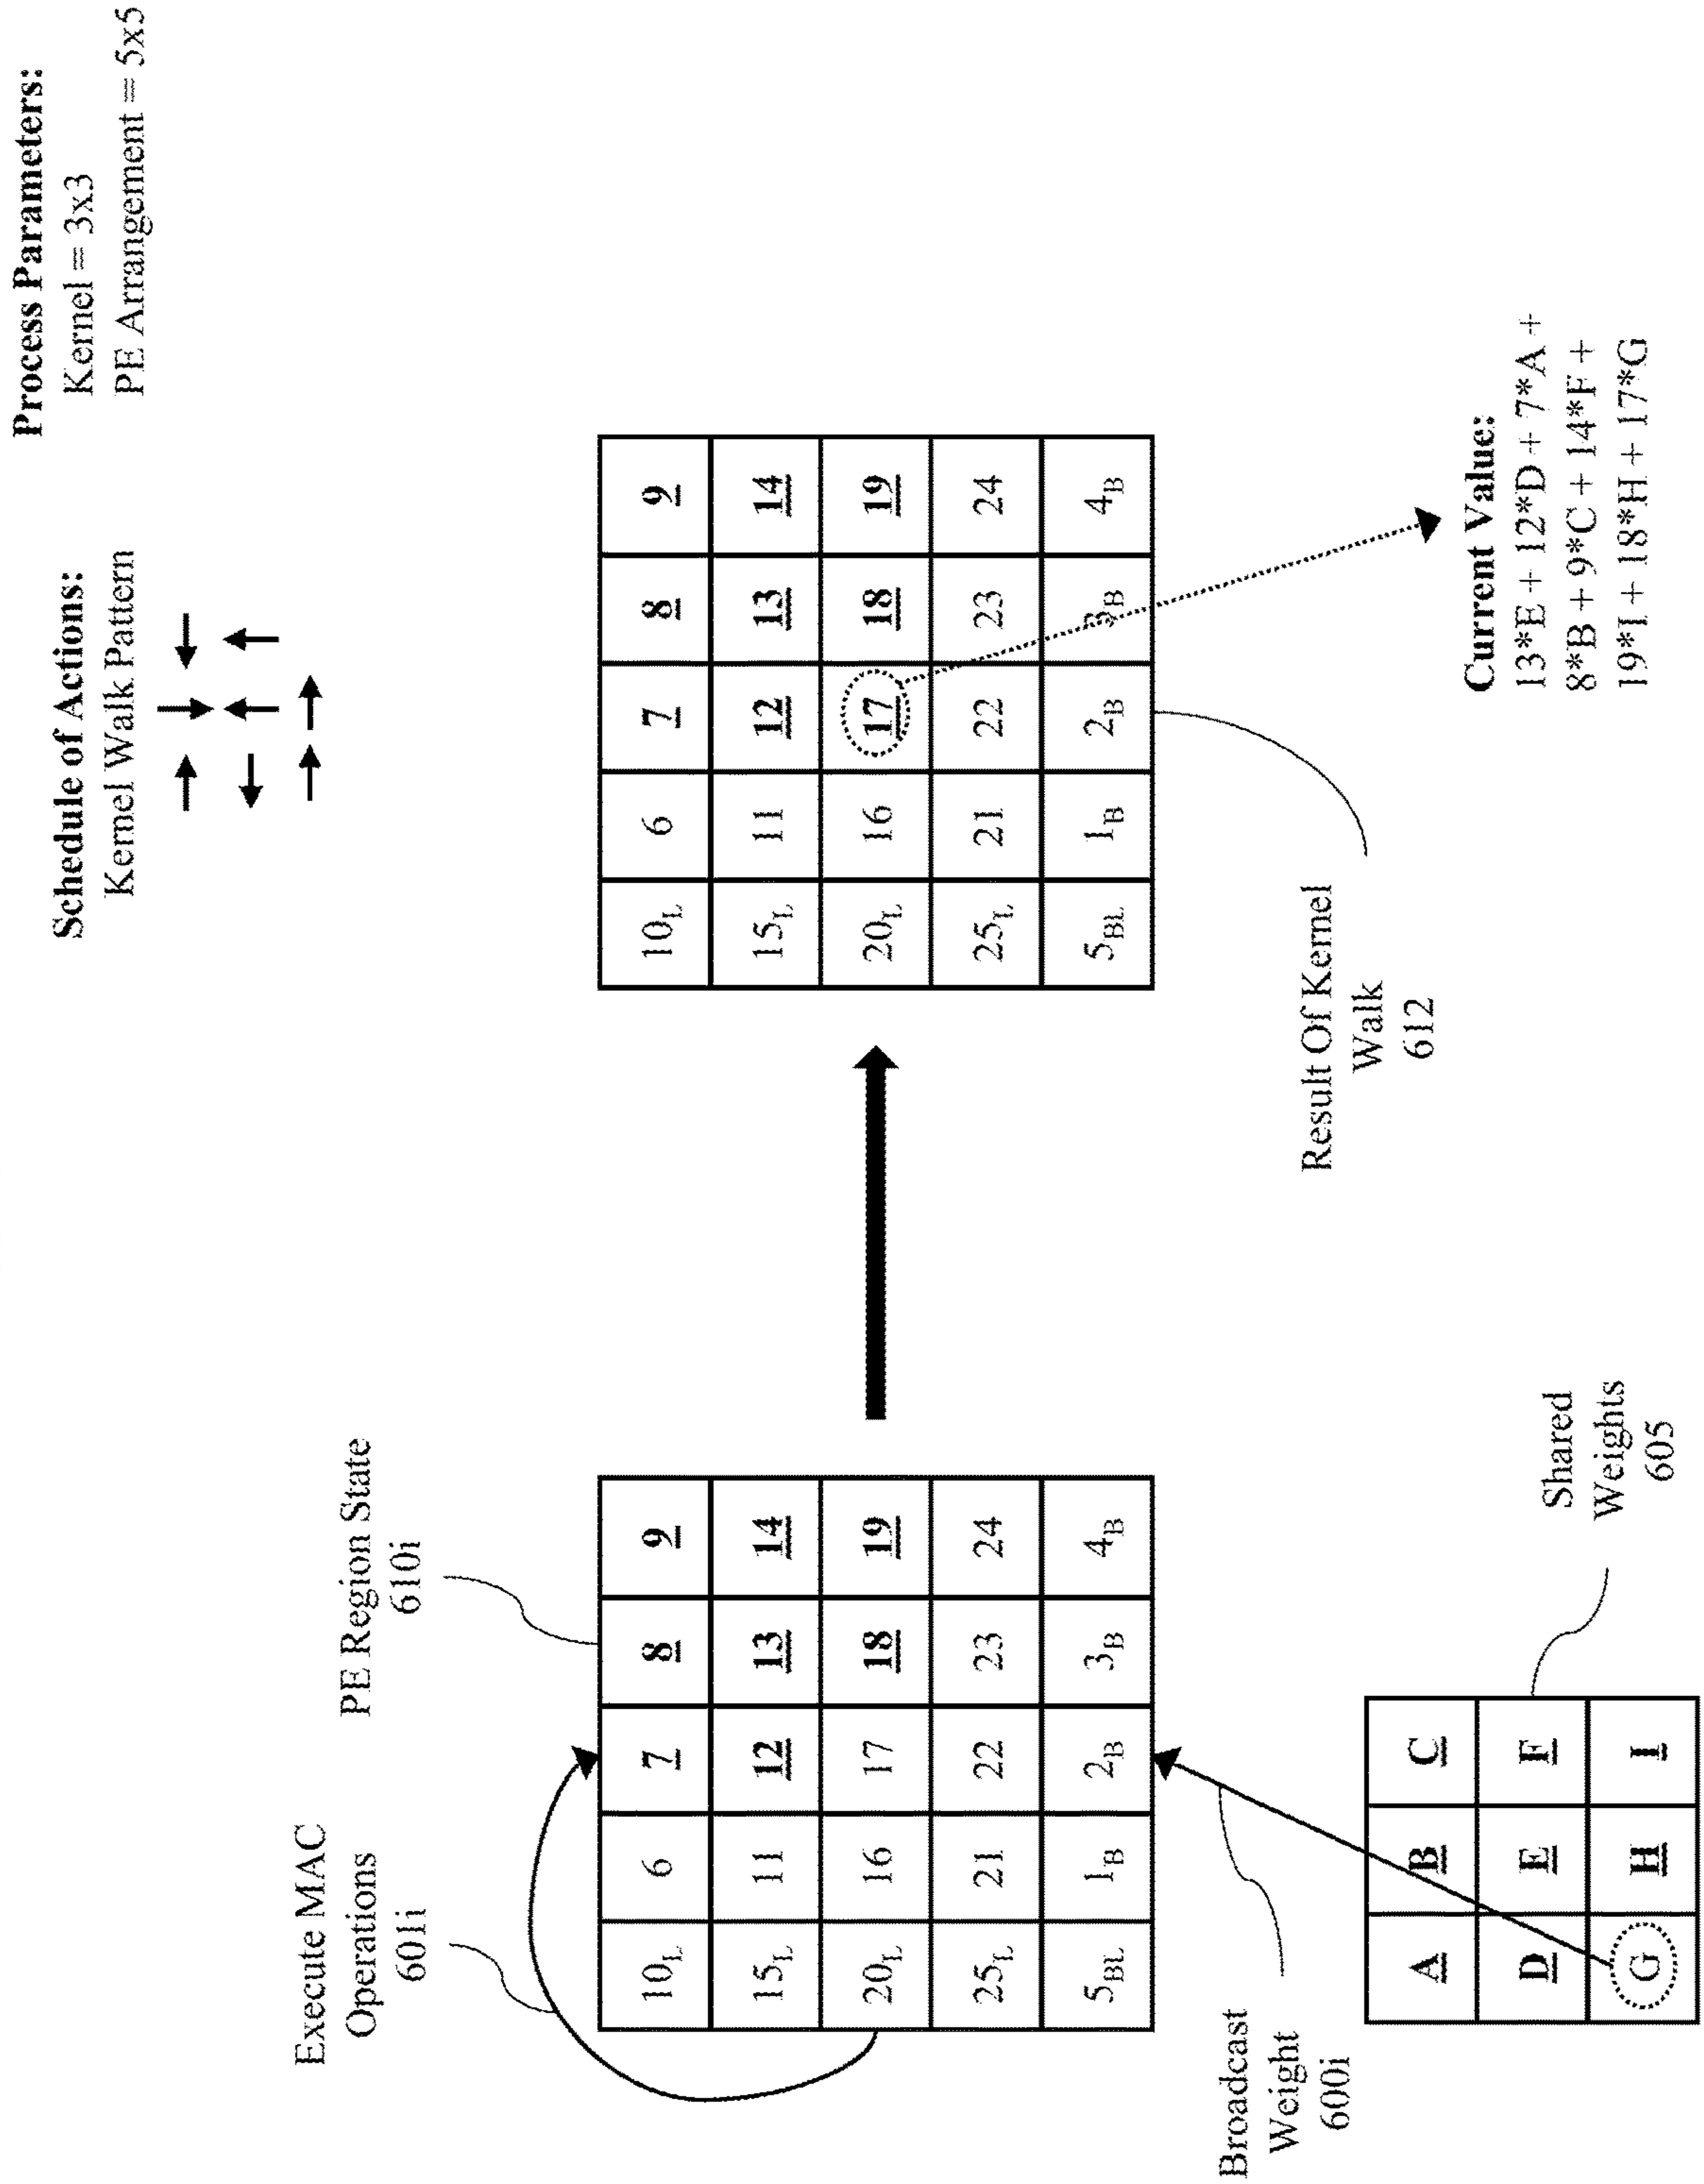 Schedule of Actions:
Kernel Walk Pattern
Process Parameters:
Kernel = 3x3
PE Arrangement = 5x5
Execute MAC
Operations
601i
PE Region State
610i
10L 6 7 8 9
15L 11 12 13 14
20L 16 17 18 19
25L 21 22 23 24
5BL 1B 2B 3B 4B
10L 6 7 8 9
15L 11 12 13 14
20L 16 17 18 19
25L 21 22 23 24
5BL 1B 2B 3B 4B
Broadcast
Weight
600i
A B C
D E F
G H I
Shared
Weights
605
Result Of Kernel
Walk
612
Current Value:
13*E + 12*D + 7*A +
8*B + 9*C + 14*F +
19*I + 18*H + 17*G